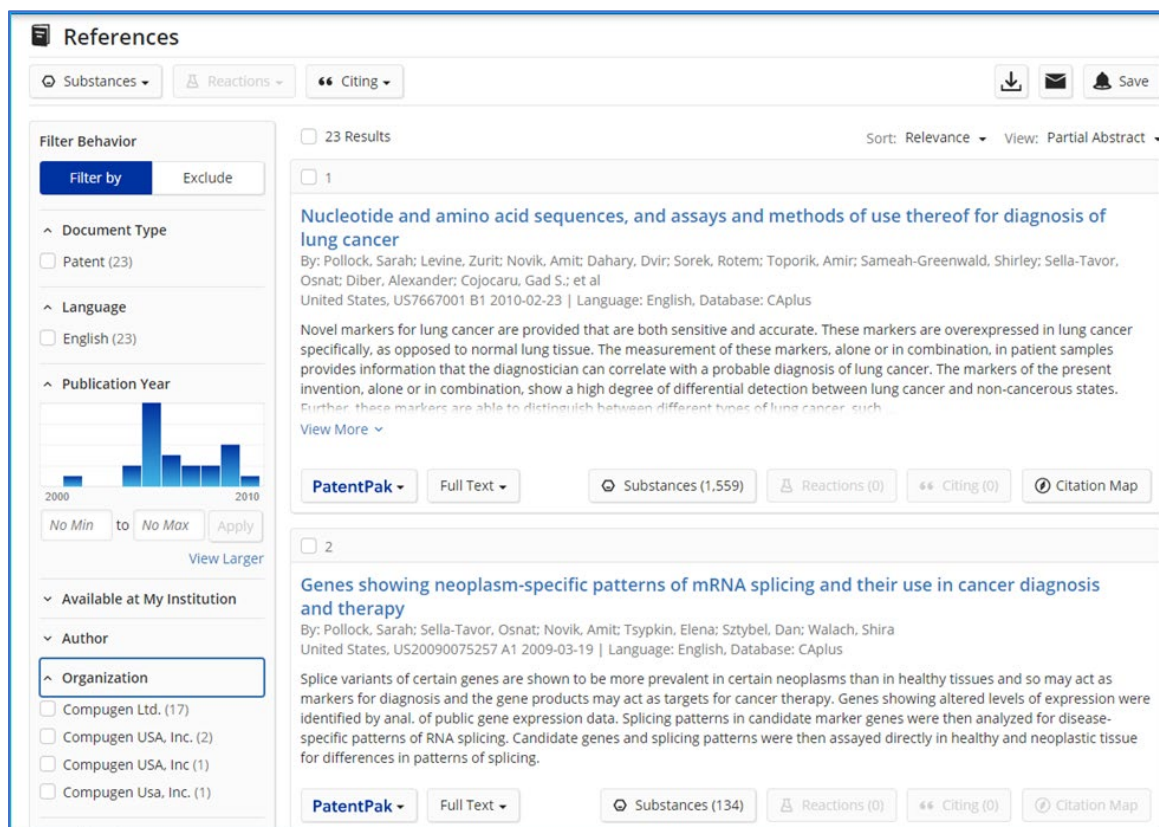 References
Substances
Reactions
Citing
Save
Filter Behavior
Filter by
Exclude
Document Type
Patent (23)
Language
English (23)
Publication Year
2000
2010
No Min to No Max Apply
View Larger
Available at My Institution
Author
Organization
Compugen Ltd. (17)
Compugen USA, Inc. (2)
Compugen USA, Inc (1)
Compugen Usa, Inc. (1)
23 Results
Sort: Relevance
View: Partial Abstract
1
Nucleotide and amino acid sequences, and assays and methods of use thereof for diagnosis of
lung cancer
By: Pollock, Sarah; Levine, Zurit; Novik, Amit; Dahary, Dvir; Sorek, Rotem; Toporik, Amir; Sameah-Greenwald, Shirley; Sella-Tavor,
Osnat; Diber, Alexander; Cojocaru, Gad S.; et al
United States, US7667001 B1 2010-02-23 | Language: English, Database: CAplus
Novel markers for lung cancer are provided that are both sensitive and accurate. These markers are overexpressed in lung cancer
specifically, as opposed to normal lung tissue. The measurement of these markers, alone or in combination, in patient samples
provides information that the diagnostician can correlate with a probable diagnosis of lung cancer. The markers of the present
invention, alone or in combination, show a high degree of differential detection between lung cancer and non-cancerous states.
Further, these markers are able to distinguish between different types of lung cancer, such ...
View More
PatentPak
Full Text
Substances (1,559)
Reactions (0)
Citing (0)
Citation Map
2
Genes showing neoplasm-specific patterns of mRNA splicing and their use in cancer diagnosis
and therapy
By: Pollock, Sarah; Sella-Tavor, Osnat; Novik, Amit; Tsypkin, Elena; Sztybel, Dan; Walach, Shira
United States, US20090075257 A1 2009-03-19 | Language: English, Database: CAplus
Splice variants of certain genes are shown to be more prevalent in certain neoplasms than in healthy tissues and so may act as
markers for diagnosis and the gene products may act as targets for cancer therapy. Genes showing altered levels of expression were
identified by anal. of public gene expression data. Splicing patterns in candidate marker genes were then analyzed for disease-
specific patterns of RNA splicing. Candidate genes and splicing patterns were then assayed directly in healthy and neoplastic tissue
for differences in patterns of splicing.
PatentPak
Full Text
Substances (134)
Reactions (0)
Citing (0)
Citation Map